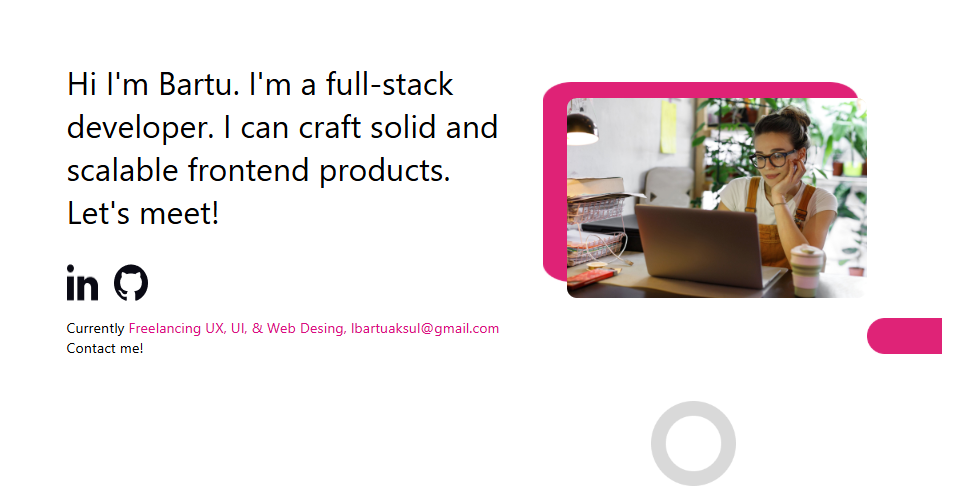 Hi I'm Bartu. I'm a full-stack
developer. I can craft solid and
scalable frontend products.
Let's meet!
in
Currently Freelancing UX, UI, & Web Desing, lbartuaksul@gmail.com
Contact me!